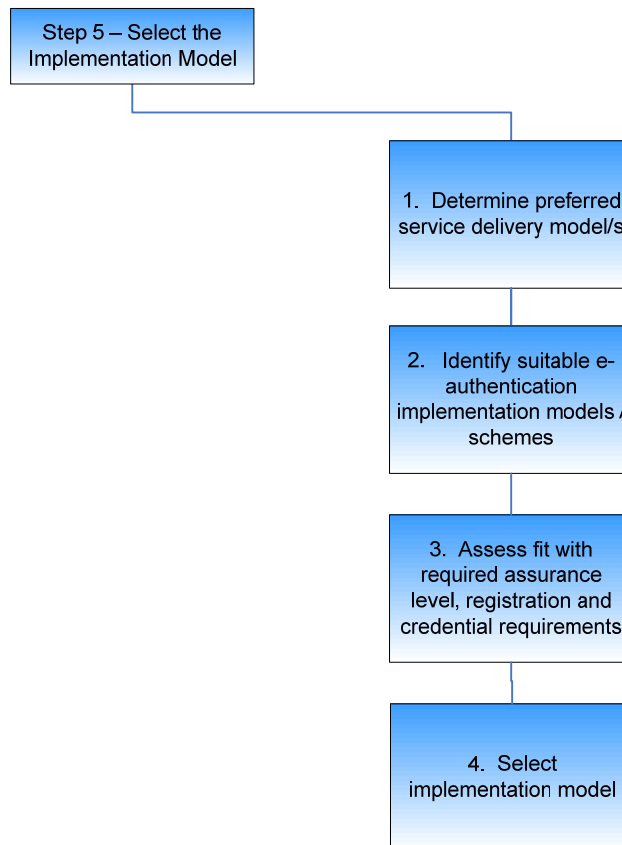 Step 5 – Select the
Implementation Model
1. Determine preferred
service delivery model/s
2. Identify suitable e-
authentication
implementation models /
schemes
3. Assess fit with
required assurance
level, registration and
credential requirements
4. Select
implementation model